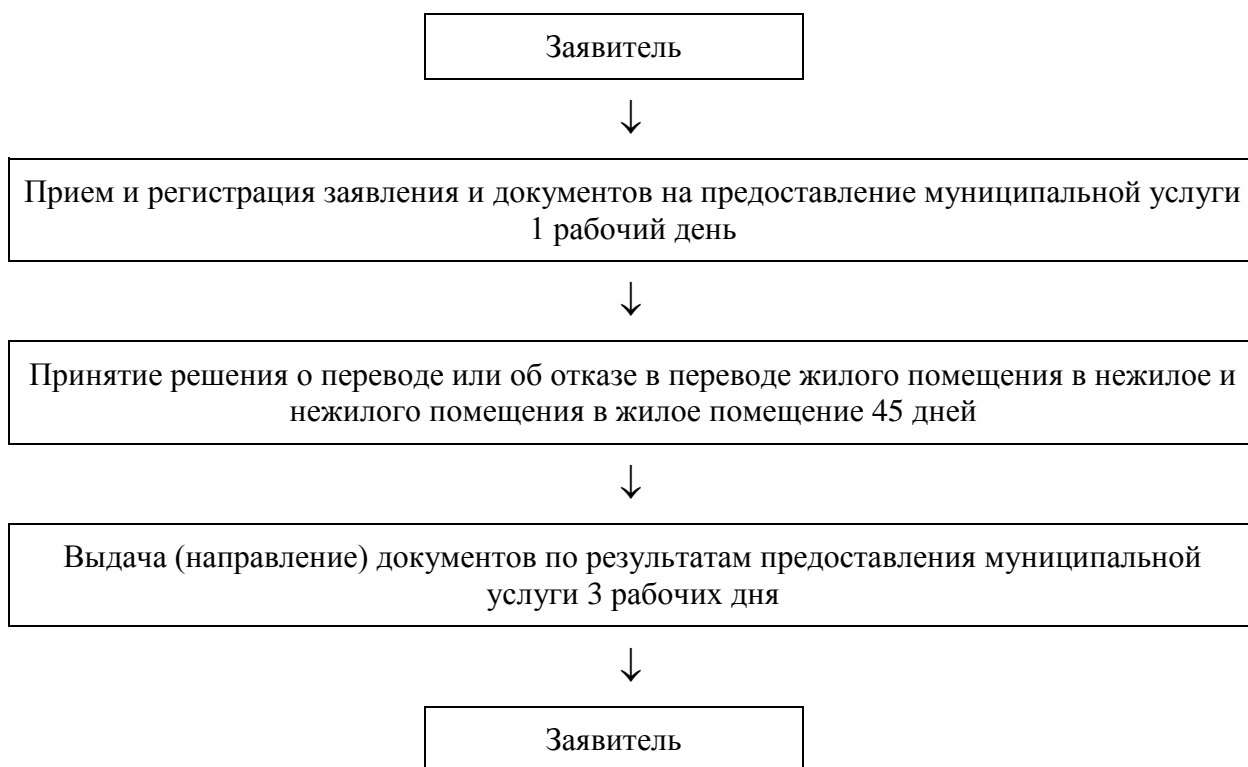 Заявитель
↓
Прием и регистрация заявления и документов на предоставление муниципальной услуги
1 рабочий день
↓
Принятие решения о переводе или об отказе в переводе жилого помещения в нежилое и
нежилого помещения в жилое помещение 45 дней
↓
Выдача (направление) документов по результатам предоставления муниципальной
услуги 3 рабочих дня
↓
Заявитель